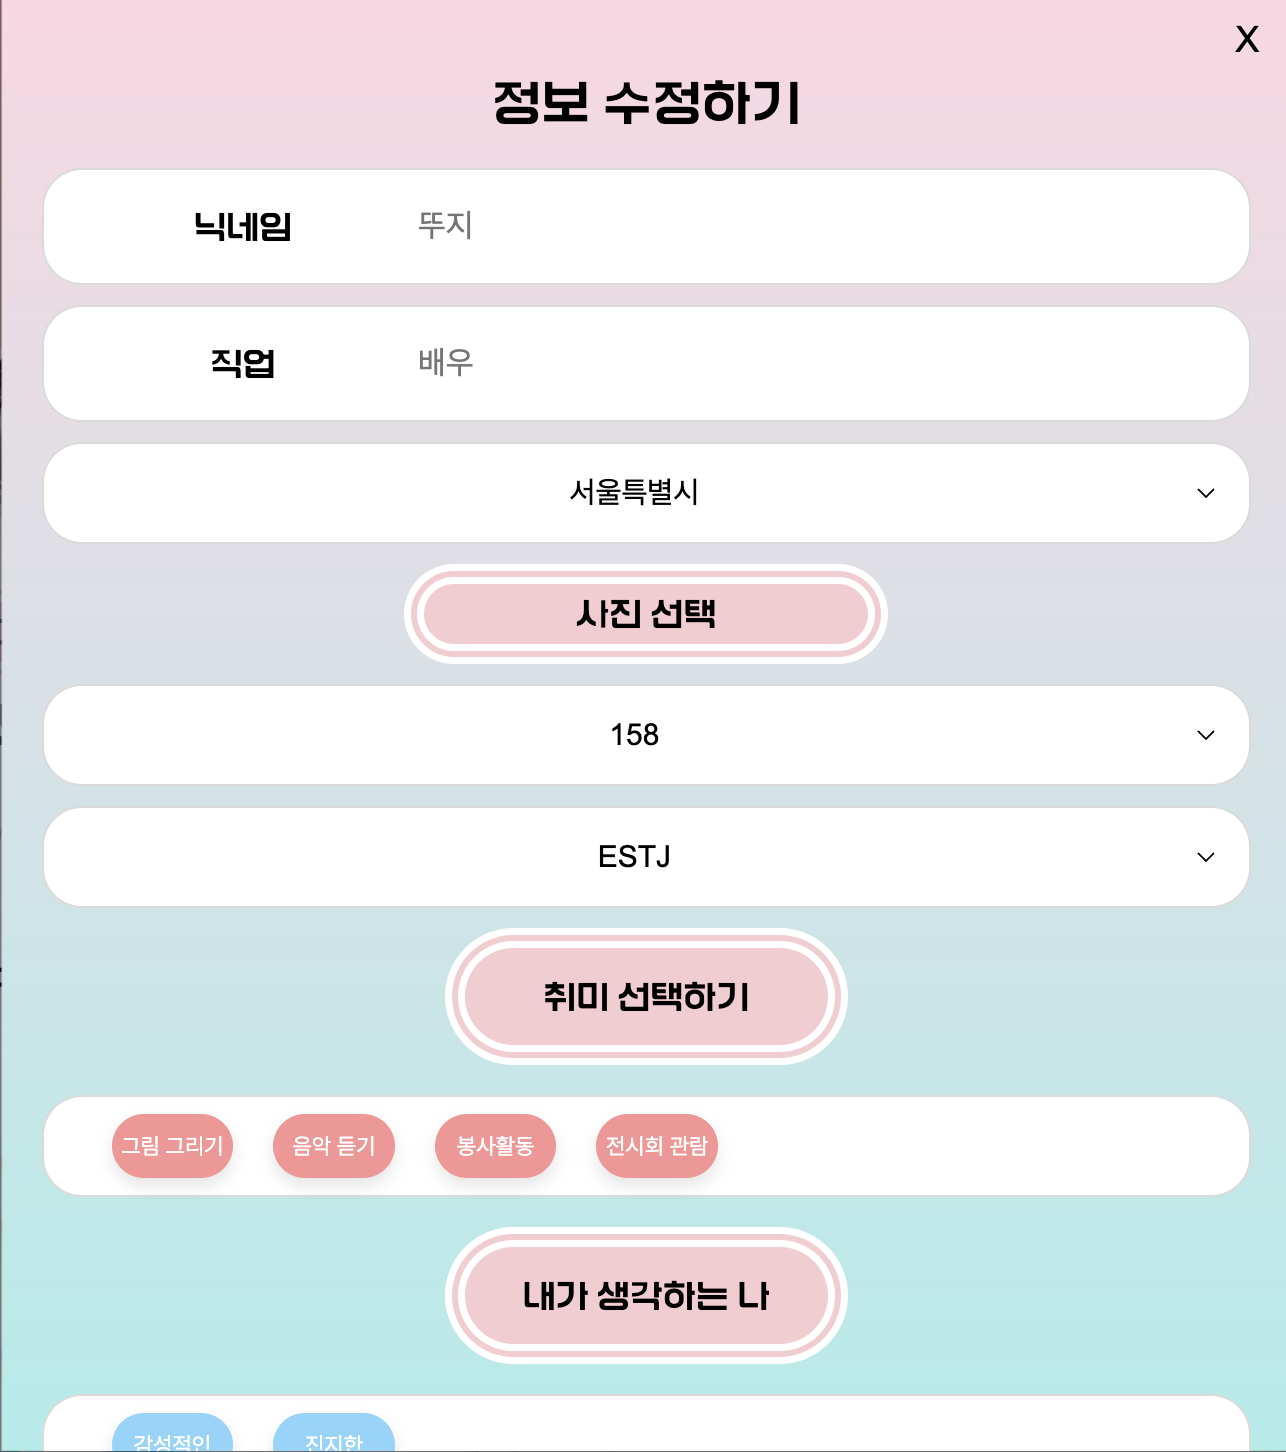 X
정보 수정하기
닉네임 뚜지
직업 배우
서울특별시
사진 선택
158
ESTJ
취미 선택하기
그림 그리기 음악 듣기 봉사활동 전시회 관람
내가 생각하는 나
감성적인 진지한